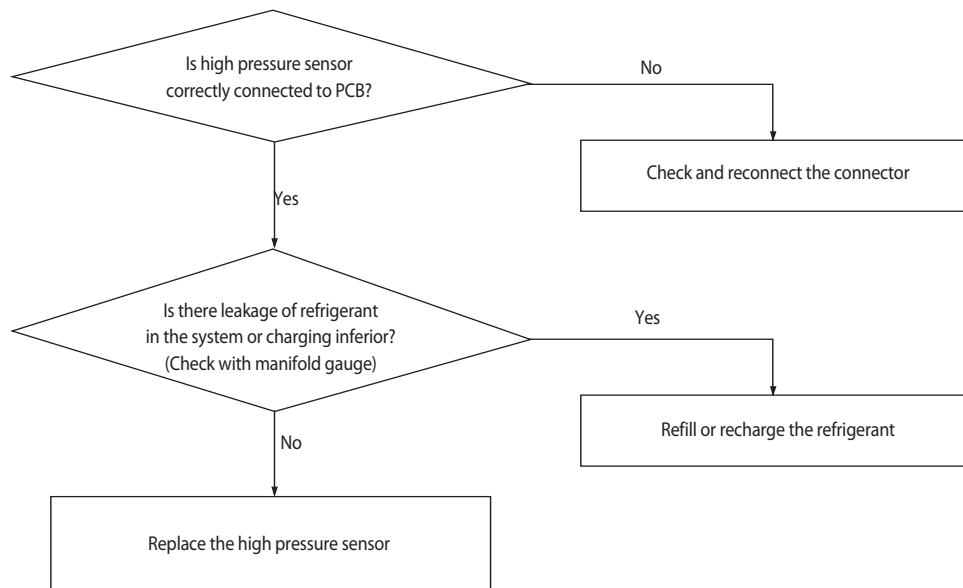 Is high pressure sensor
correctly connected to PCB?
No
Check and reconnect the connector
Yes
Is there leakage of refrigerant
in the system or charging inferior?
(Check with manifold gauge)
Yes
Refill or recharge the refrigerant
No
Replace the high pressure sensor